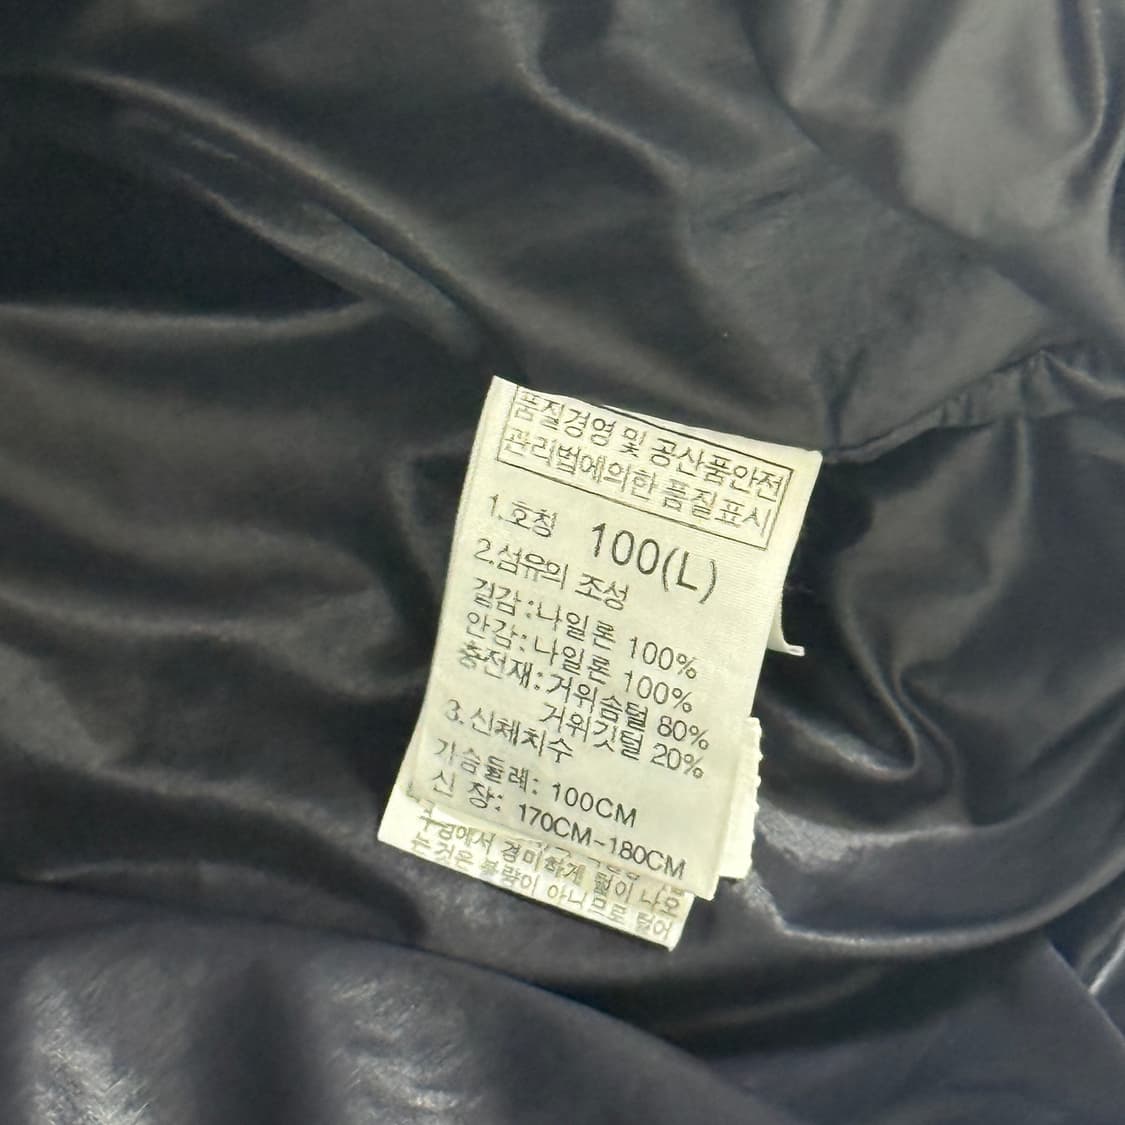 품질경영 및 공산품안전
관리법에의한 품질표시
1.호칭 100(L)
2.섬유의 조성
겉감:나일론 100%
안감:나일론 100%
충전재:거위솜털 80%
거위깃털 20%
3.신체치수
가슴둘레: 100CM
신 장: 170CM~180CM
구멍에서 경미하게 털이 나오
는것은 불량이 아니므로 털어